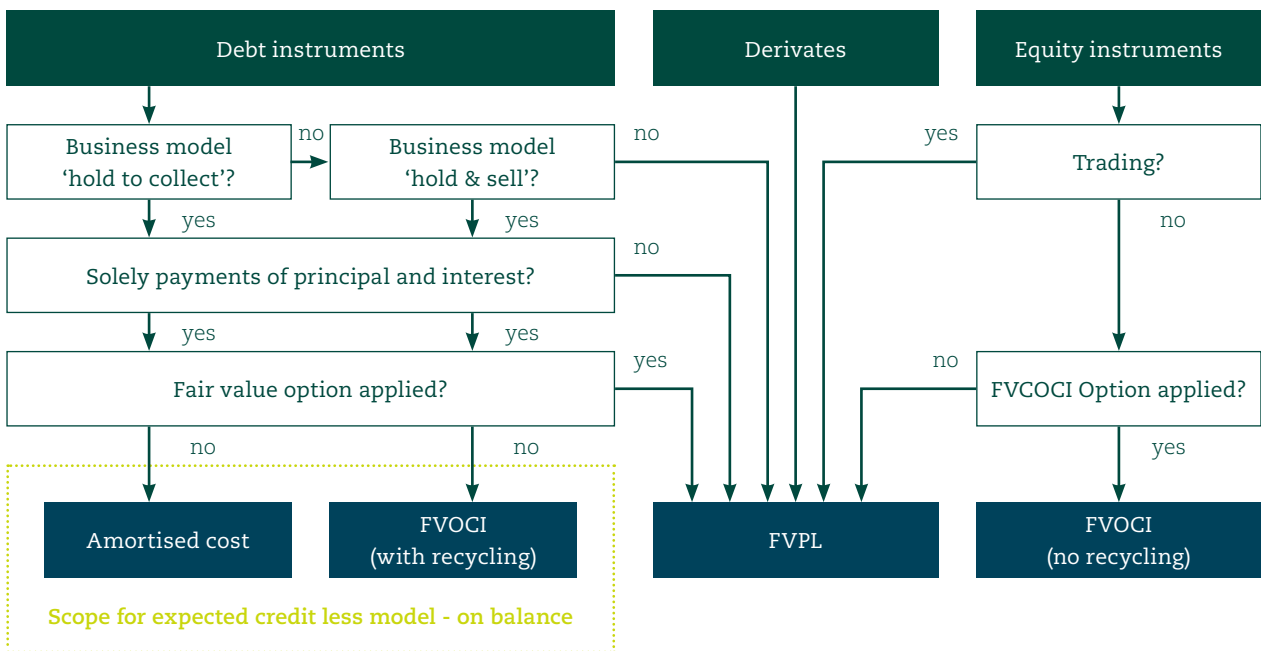 Debt instruments
Derivates
Equity instruments
Business model
‘hold to collect’?
no
Business model
‘hold & sell’?
no
yes
Trading?
yes
yes
no
no
Solely payments of principal and interest?
yes
yes
yes
no
Fair value option applied?
FVCOCI Option applied?
no
no
yes
Amortised cost
FVOCI
(with recycling)
FVPL
FVOCI
(no recycling)
Scope for expected credit less model - on balance